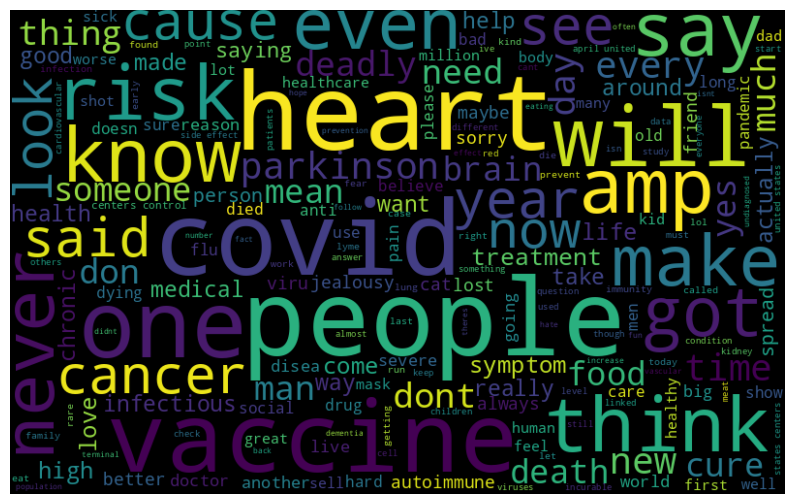 thing
cause
even
see
say
sick
help
million
good
worse
made
saying
deadly
bad
need
body
day
every
around
long
dad
start
april united
often
ive
kind
found
point
cant
infection
lot
healthcare
please
many
much
pandemic
friend
look
risk
heart
will
shot
doesn
sure
reason
early
side effect
cardiovascular
hope
patients
eating
maybe
sorry
different
old
isn
data
study
isnt
everyone
know
prevention
effect
red
die
prevent
someone
parkinson
brain
amp
yes
actually
undiagnosed
united states
health
person
mean
fear
believe
centers control
died
anti
want
year
kid
lol
said
covid
flu
use
follow
case
pain
lyme
now
life
right
must
others
number
fact
work
answer
something
treatment
called
don
never
chronic
dying
medical
viru
jealousy
lung
cat
lost
going
take
question
used
immunity
make
spread
one
people
got
time
didnt
almost
last
theres
hate
fun
though
men
condition
kidney
cancer
disea
come
severe
symptom
food
increase
today
vascular
man
way
mask
run
keep
dont
really
level
linked
care
healthy
big
show
meat
love
infectious
social
drug
children
getting
always
human
feel
still
think
rare
vaccine
family
check
great
live
dementia
cell
back
let
death
new
cure
high
terminal
better
doctor
another
sell
hard
autoimmune
viruses
incurable
world
first
states centers
well
eat
population